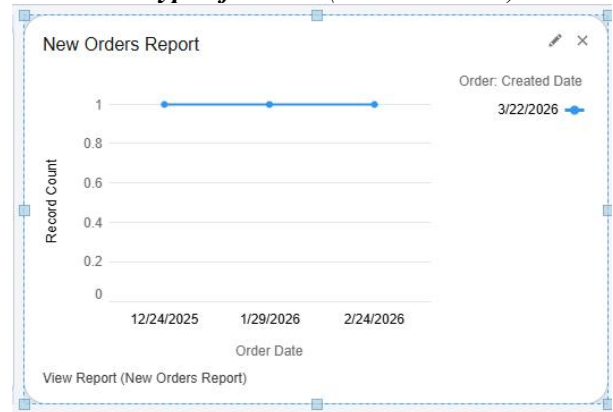 New Orders Report
Order: Created Date
3/22/2026
1
0.8
0.6
0.4
0.2
0
Record Count
12/24/2025 1/29/2026 2/24/2026
Order Date
View Report (New Orders Report)